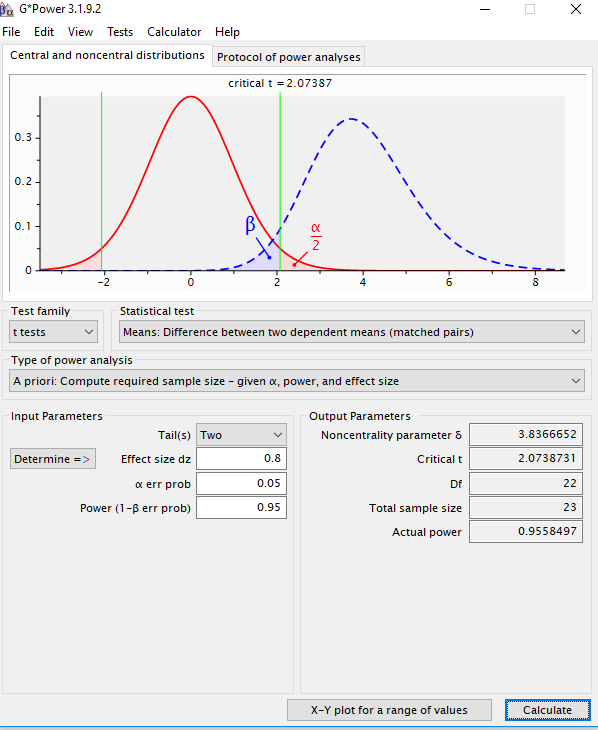 G*Power 3.1.9.2
File Edit View Tests Calculator Help
Central and noncentral distributions Protocol of power analyses
critical t = 2.07387
0.3
0.2
0.1
0
β
α
2
-2 0 2 4 6 8
Test family Statistical test
t tests Means: Difference between two dependent means (matched pairs)
Type of power analysis
A priori: Compute required sample size - given α, power, and effect size
Input Parameters Output Parameters
Tail(s) Two Noncentrality parameter δ 3.8366652
Determine => Effect size dz 0.8 Critical t 2.0738731
α err prob 0.05 Df 22
Power (1-β err prob) 0.95 Total sample size 23
Actual power 0.9558497
X-Y plot for a range of values Calculate